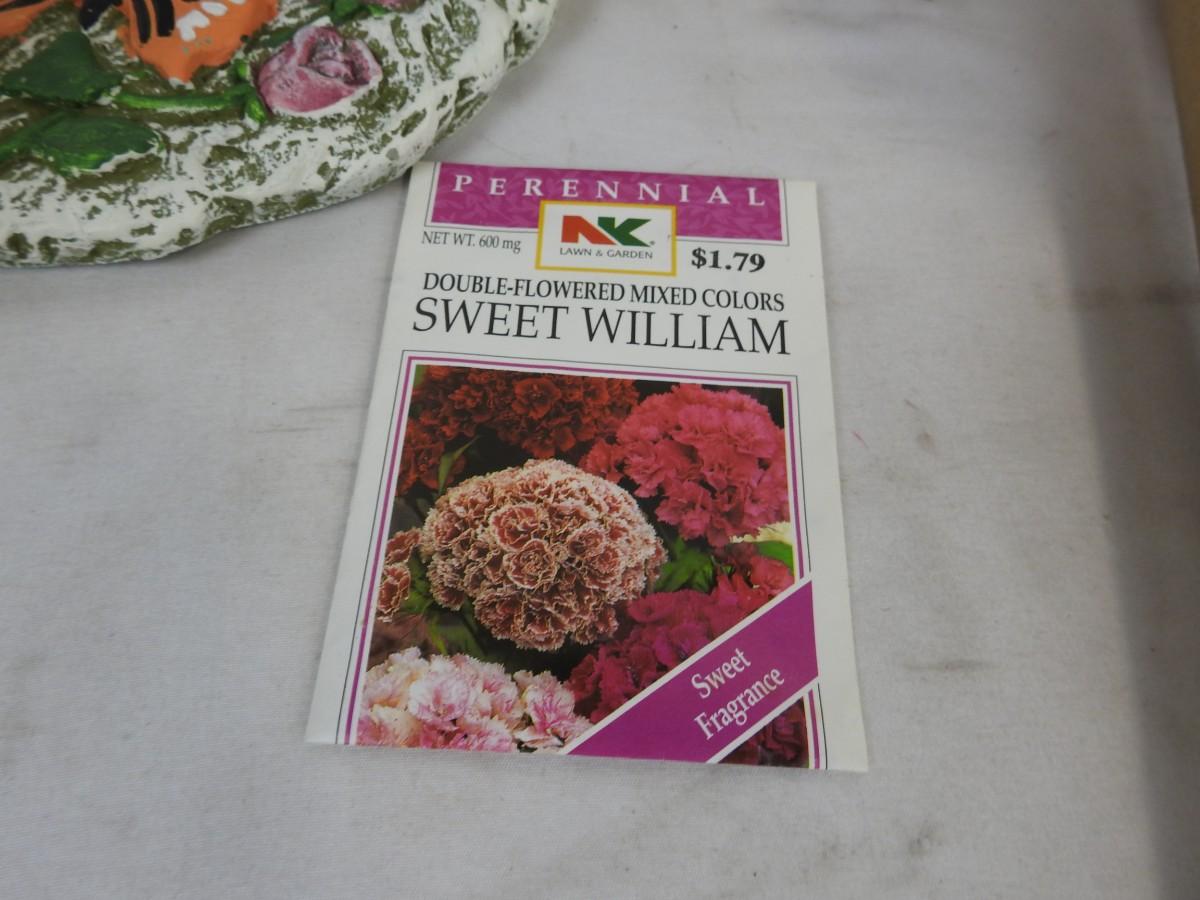 PERENNIAL
NK
LAWN & GARDEN
NET WT. 600 mg
$1.79
DOUBLE-FLOWERED MIXED COLORS
SWEET WILLIAM
Sweet
Fragrance